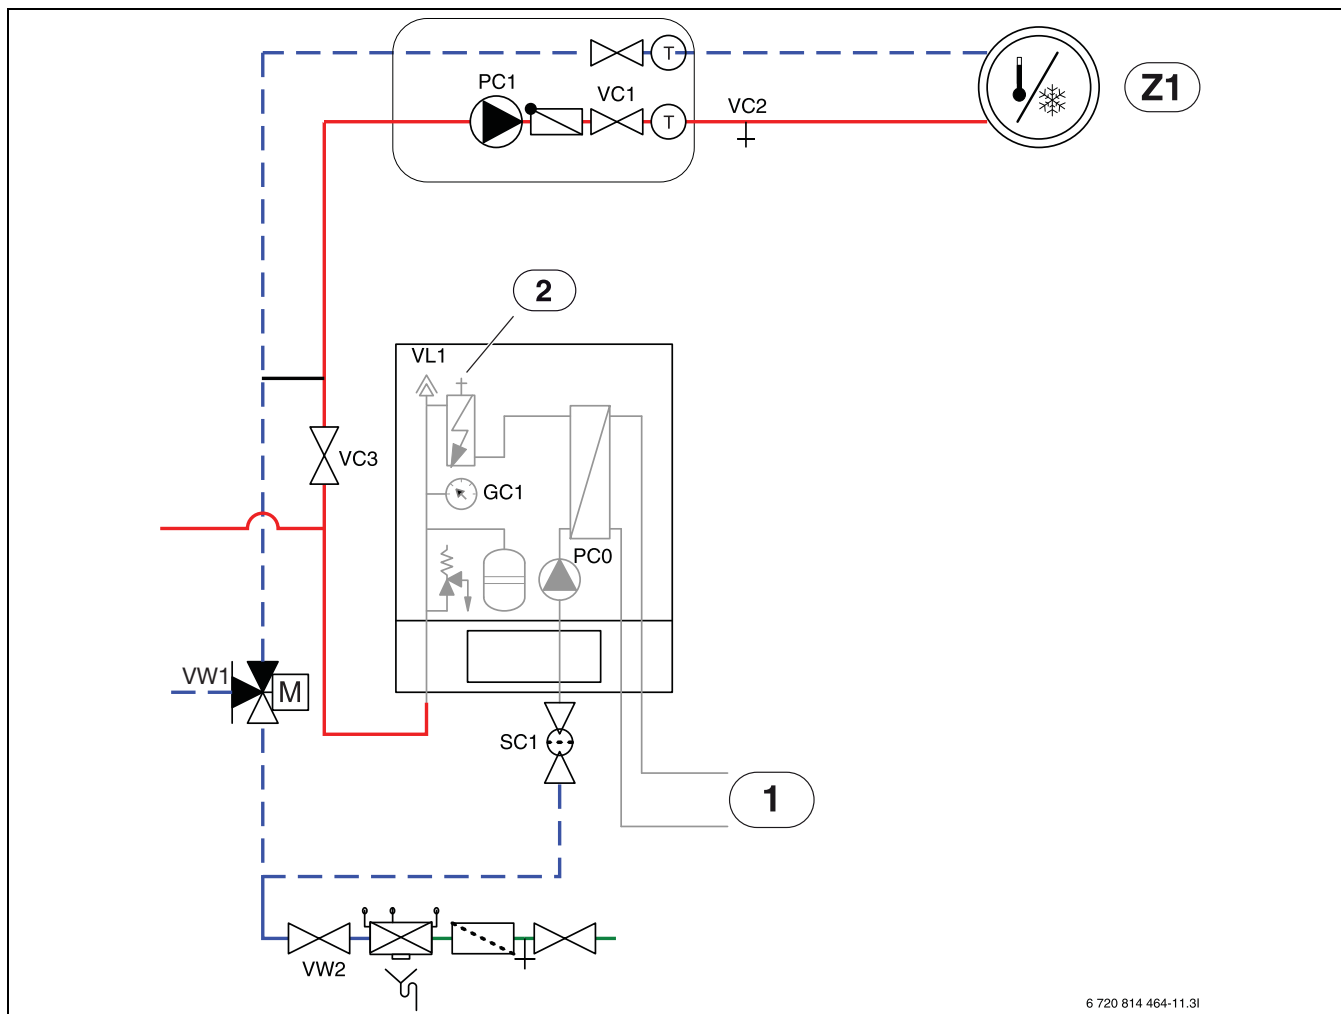 T
PC1
VC1
T
VC2
Z1
2
VL1
VC3
GC1
PC0
VW1
M
SC1
1
VW2
6 720 814 464-11.3I